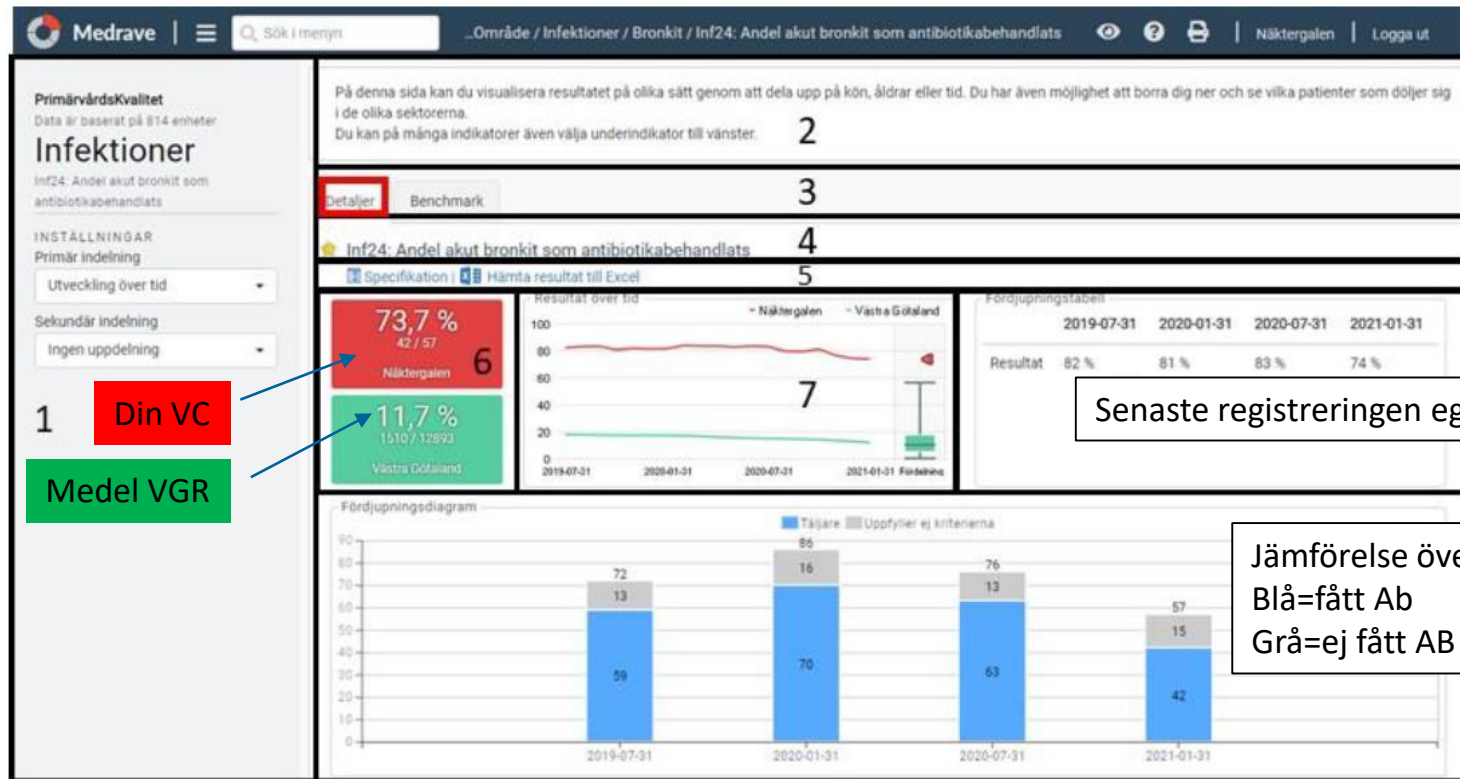 Medrave | Sök i menyn
...Område / Infektioner / Bronkit / Inf24: Andel akut bronkit som antibiotikabehandlats
Näktergalen | Logga ut
PrimärvårdsKvalitet
Data är baserat på 814 enheter
Infektioner
Inf24: Andel akut bronkit som
antibiotikabehandlats
INSTÄLLNINGAR
Primär indelning
Utveckling över tid
Sekundär indelning
Ingen uppdelning
1
Din VC
Medel VGR
På denna sida kan du visualisera resultatet på olika sätt genom att dela upp på kön, åldrar eller tid. Du har även möjlighet att borra dig ner och se vilka patienter som döljer sig
i de olika sektorerna.
Du kan på många indikatorer även välja underindikator till vänster.
2
Detaljer Benchmark
3
Inf24: Andel akut bronkit som antibiotikabehandlats
4
Specifikation | Hämta resultat till Excel
5
73,7 %
42 / 57
Näktergalen
6
11,7 %
1510 / 12893
Västra Götaland
Resultat över tid
Näktergalen Västra Götaland
100
80
60
40
20
0
2019-07-31 2020-01-31 2020-07-31 2021-01-31 Fördelning
7
Fördjupningstabell
2019-07-31 2020-01-31 2020-07-31 2021-01-31
Resultat 82 % 81 % 83 % 74 %
Senaste registreringen eg
Fördjupningsdiagram
Täljare Uppfyller ej kriterierna
90
80
70
60
50
40
30
20
10
0
72
13
59
86
16
70
76
13
63
57
15
42
2019-07-31 2020-01-31 2020-07-31 2021-01-31
Jämförelse öve
Blå=fått Ab
Grå=ej fått AB